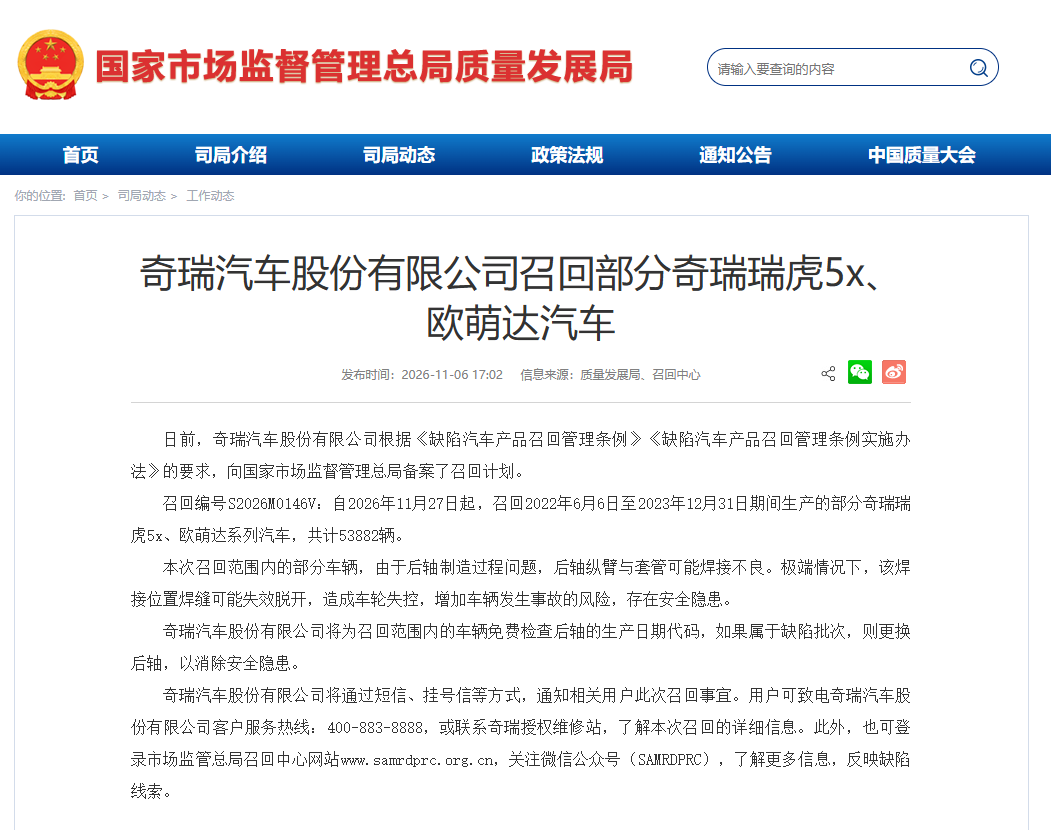 国家市场监督管理总局质量发展局
请输入要查询的内容
首页 司局介绍 司局动态 政策法规 通知公告 中国质量大会
你的位置: 首页 > 司局动态 > 工作动态
奇瑞汽车股份有限公司召回部分奇瑞瑞虎5x、
欧萌达汽车
发布时间：2026-11-06 17:02 信息来源：质量发展局、召回中心
日前，奇瑞汽车股份有限公司根据《缺陷汽车产品召回管理条例》《缺陷汽车产品召回管理条例实施办
法》的要求，向国家市场监督管理总局备案了召回计划。
召回编号S2026M0146V：自2026年11月27日起，召回2022年6月6日至2023年12月31日期间生产的部分奇瑞瑞
虎5x、欧萌达系列汽车，共计53882辆。
本次召回范围内的部分车辆，由于后轴制造过程问题，后轴纵臂与套管可能焊接不良。极端情况下，该焊
接位置焊缝可能失效脱开，造成车轮失控，增加车辆发生事故的风险，存在安全隐患。
奇瑞汽车股份有限公司将为召回范围内的车辆免费检查后轴的生产日期代码，如果属于缺陷批次，则更换
后轴，以消除安全隐患。
奇瑞汽车股份有限公司将通过短信、挂号信等方式，通知相关用户此次召回事宜。用户可致电奇瑞汽车股
份有限公司客户服务热线：400-883-8888，或联系奇瑞授权维修站，了解本次召回的详细信息。此外，也可登
录市场监管总局召回中心网站www.samrdprc.org.cn，关注微信公众号（SAMRDPRC），了解更多信息，反映缺陷
线索。